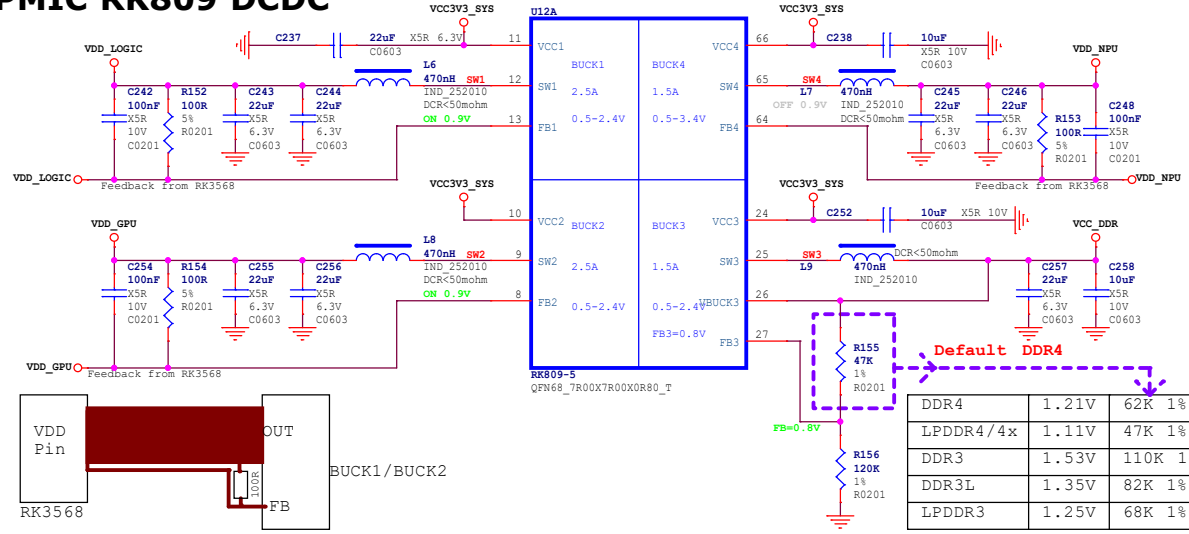 PMIC RK809 DCDC
VCC3V3_SYS
U12A
VCC3V3_SYS
C237 22uF X5R 6.3V
C0603
11 VCC1
VCC4 66
C238 10uF
X5R 10V
C0603
VDD_LOGIC
VDD_NPU
BUCK1
BUCK4
L6
470nH SW1
IND_252010
DCR<50mohm
ON 0.9V
12 SW1
2.5A
1.5A
SW4 65
SW4
L7 470nH
OFF 0.9V IND_252010
DCR<50mohm
C242
100nF
X5R
10V
C0201
R152
100R
5%
R0201
C243
22uF
X5R
6.3V
C0603
C244
22uF
X5R
6.3V
C0603
13 FB1
0.5-2.4V
0.5-3.4V
FB4 64
C245
22uF
X5R
6.3V
C0603
C246
22uF
X5R
6.3V
C0603
R153
100R
5%
R0201
C248
100nF
X5R
10V
C0201
VDD_LOGIC
Feedback from RK3568
Feedback from RK3568
VDD_NPU
VCC3V3_SYS
VCC3V3_SYS
10 VCC2
BUCK2
BUCK3
VCC3 24
C252 10uF X5R 10V
C0603
VDD_GPU
VCC_DDR
L8
470nH SW2
IND_252010
DCR<50mohm
ON 0.9V
9 SW2
2.5A
1.5A
SW3 25
SW3
L9
DCR<50mohm
470nH
IND_252010
C254
100nF
X5R
10V
C0201
R154
100R
5%
R0201
C255
22uF
X5R
6.3V
C0603
C256
22uF
X5R
6.3V
C0603
8 FB2
0.5-2.4V
0.5-2.4V
VBUCK3 26
C257
22uF
X5R
6.3V
C0603
C258
10uF
X5R
10V
C0603
FB3=0.8V
FB3 27
VDD_GPU
Feedback from RK3568
RK809-5
QFN68_7R00X7R00X0R80_T
R155
47K
1%
R0201
Default DDR4
FB=0.8V
R156
120K
1%
R0201
DDR4 1.21V 62K 1%
LPDDR4/4x 1.11V 47K 1%
DDR3 1.53V 110K 1
DDR3L 1.35V 82K 1%
LPDDR3 1.25V 68K 1%
VDD
Pin
OUT
100R
FB
BUCK1/BUCK2
RK3568